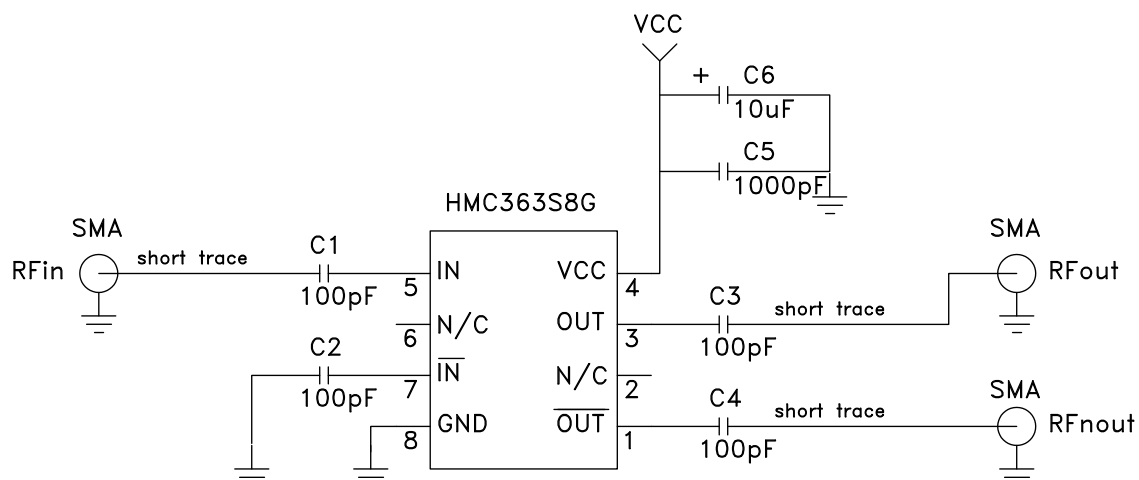 VCC
+ C6
10uF
C5
1000pF
HMC363S8G
SMA
RFin
short trace
C1
100pF
5
IN
VCC
4
6
N/C
OUT
3
C3
100pF
short trace
SMA
RFout
C2
100pF
7
IN
N/C
2
8
GND
OUT
1
C4
100pF
short trace
SMA
RFnout